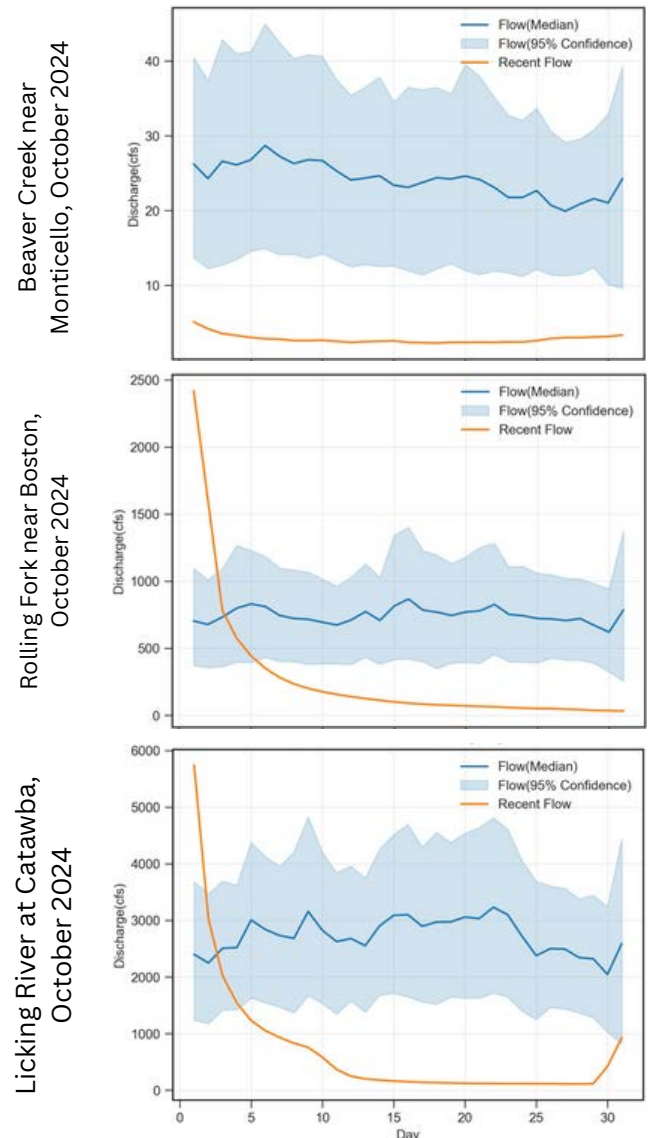 Beaver Creek near
Monticello, October 2024
Discharge(cfs)
40
30
20
10
Flow(Median)
Flow(95% Confidence)
Recent Flow
Rolling Fork near Boston,
October 2024
Discharge(cfs)
2500
2000
1500
1000
500
0
Flow(Median)
Flow(95% Confidence)
Recent Flow
Licking River at Catawba,
October 2024
Discharge(cfs)
6000
5000
4000
3000
2000
1000
0
Flow(Median)
Flow(95% Confidence)
Recent Flow
0 5 10 15 20 25 30
Day